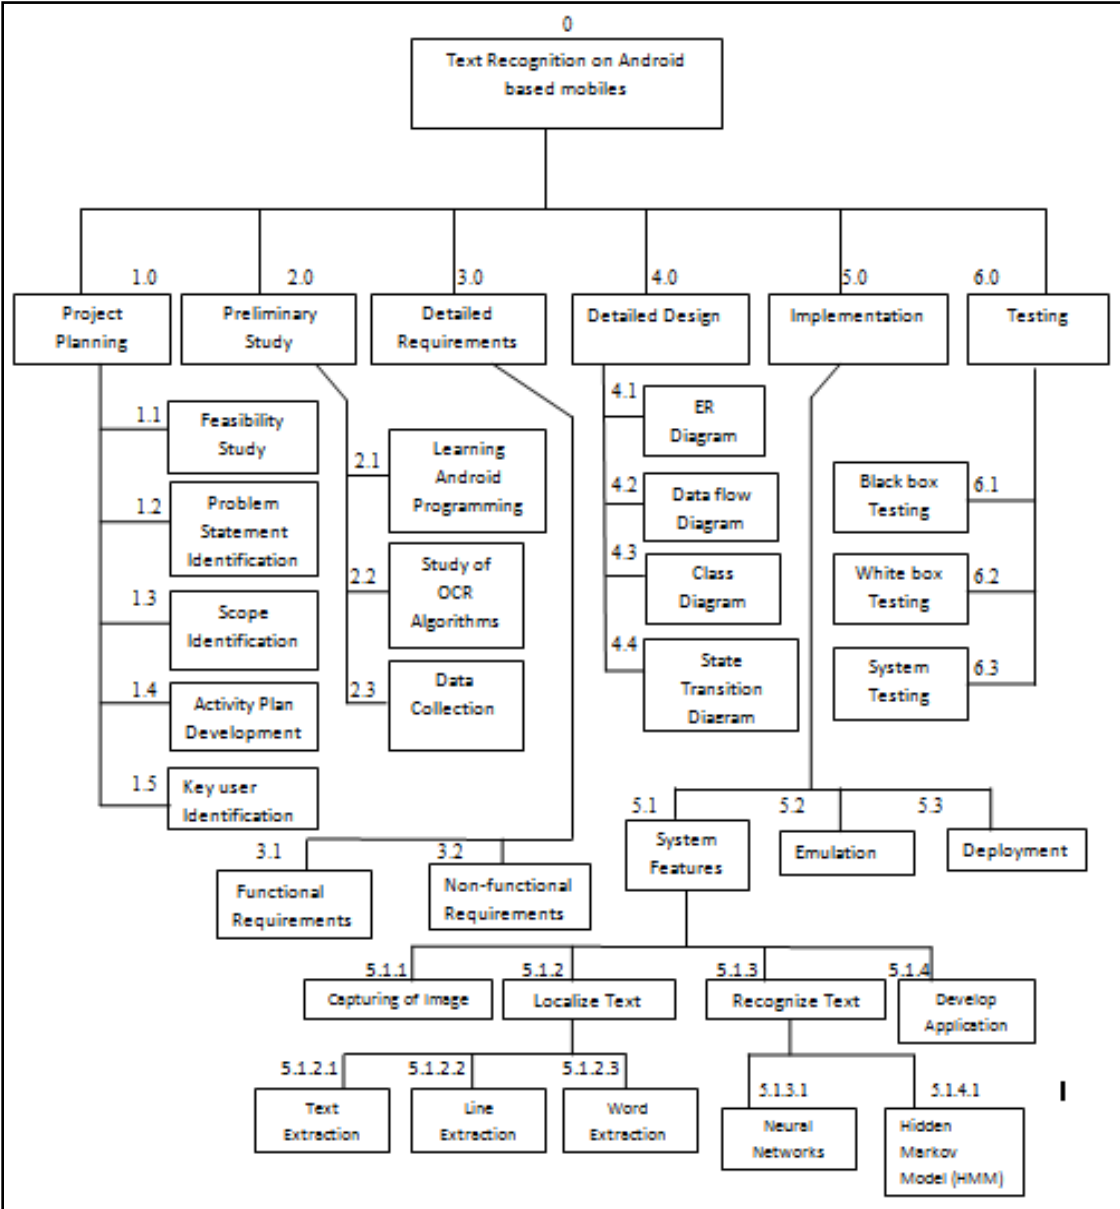 0
Text Recognition on Android
based mobiles
1.0
2.0
3.0
4.0
5.0
6.0
Project
Planning
Preliminary
Study
Detailed
Requirements
Detailed Design
Implementation
Testing
1.1
Feasibility
Study
1.2
Problem
Statement
Identification
1.3
Scope
Identification
1.4
Activity Plan
Development
1.5
Key user
Identification
2.1
Learning
Android
Programming
2.2
Study of
OCR
Algorithms
2.3
Data
Collection
3.1
Functional
Requirements
3.2
Non-functional
Requirements
4.1
ER
Diagram
4.2
Data flow
Diagram
4.3
Class
Diagram
4.4
State
Transition
Diagram
Black box
Testing
6.1
White box
Testing
6.2
System
Testing
6.3
5.1
System
Features
5.2
Emulation
5.3
Deployment
5.1.1
Capturing of Image
5.1.2
Localize Text
5.1.3
Recognize Text
5.1.4
Develop
Application
5.1.2.1
Text
Extraction
5.1.2.2
Line
Extraction
5.1.2.3
Word
Extraction
5.1.3.1
Neural
Networks
5.1.4.1
Hidden
Markov
Model (HMM)